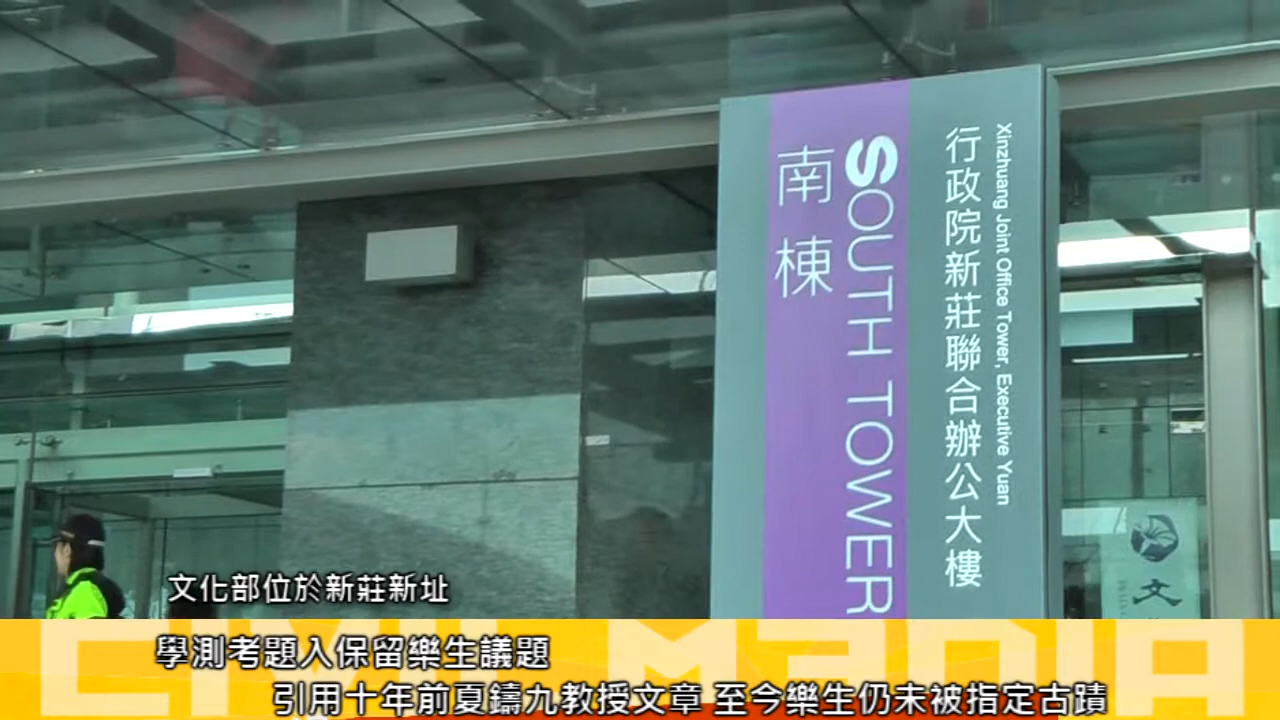 行政院新莊聯合辦公大樓
Xinzhuang Joint Office Tower, Executive Yuan
南棟
SOUTH TOWER
文
文化部位於新莊新址
CIVILMEDIA
學測考題入保留樂生議題
引用十年前夏鑄九教授文章 至今樂生仍未被指定古蹟